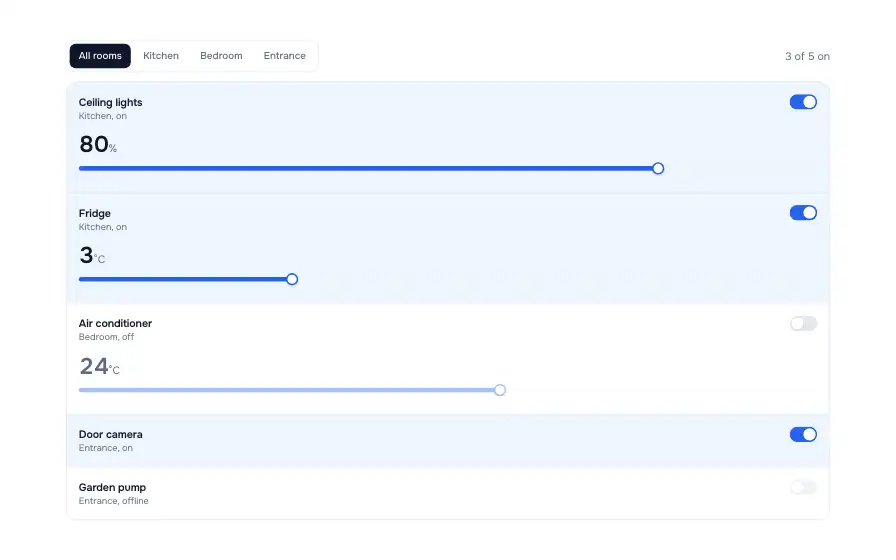 All rooms Kitchen Bedroom Entrance 3 of 5 on
Ceiling lights
Kitchen, on
80%
Fridge
Kitchen, on
3°C
Air conditioner
Bedroom, off
24°C
Door camera
Entrance, on
Garden pump
Entrance, offline